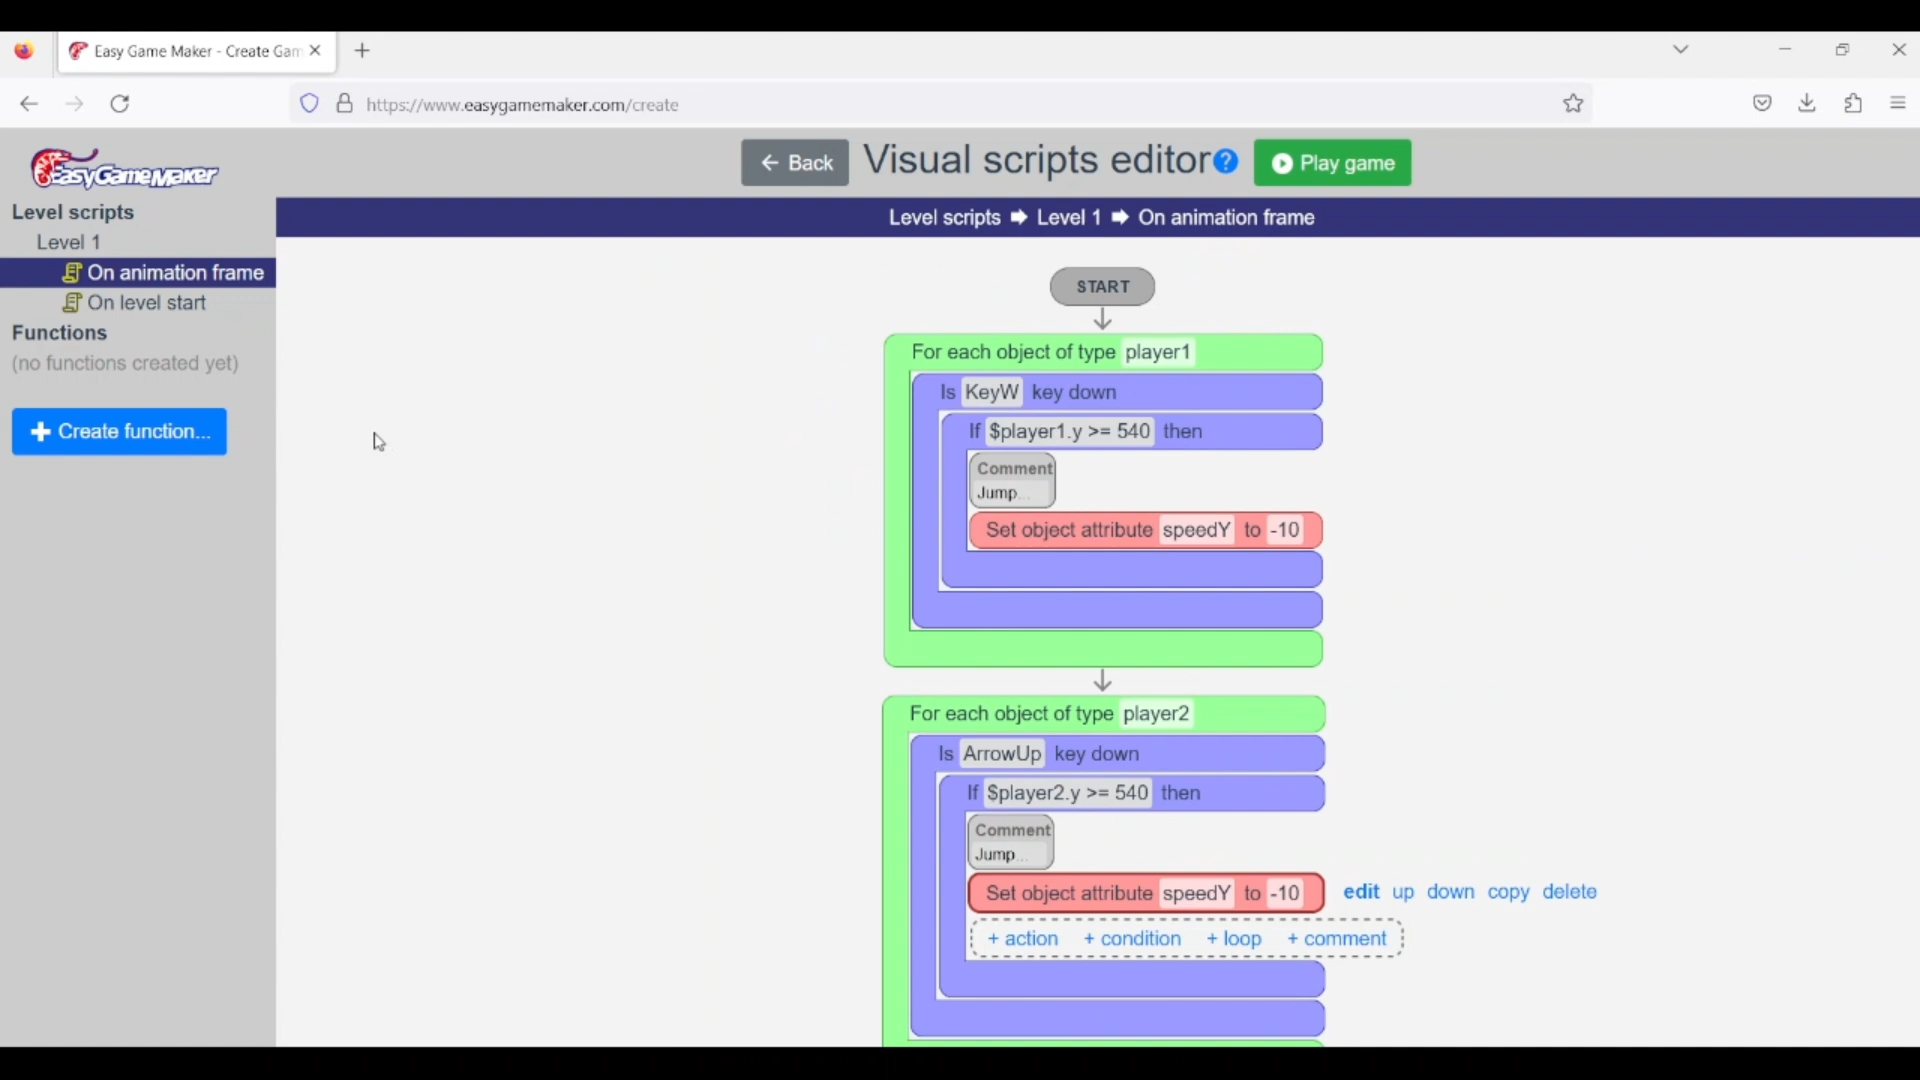 Easy Game Maker - Create Gam
https://www.easygamemaker.com/create
EasyGameMaker
← Back
Visual scripts editor
?
Play game
Level scripts
Level 1
On animation frame
On level start
Functions
(no functions created yet)
+ Create function...
Level scripts ➡ Level 1 ➡ On animation frame
START
For each object of type player1
Is KeyW key down
If $player1.y >= 540 then
Comment
Jump...
Set object attribute speedY to -10
For each object of type player2
Is ArrowUp key down
If $player2.y >= 540 then
Comment
Jump...
Set object attribute speedY to -10
edit up down copy delete
+ action + condition + loop + comment